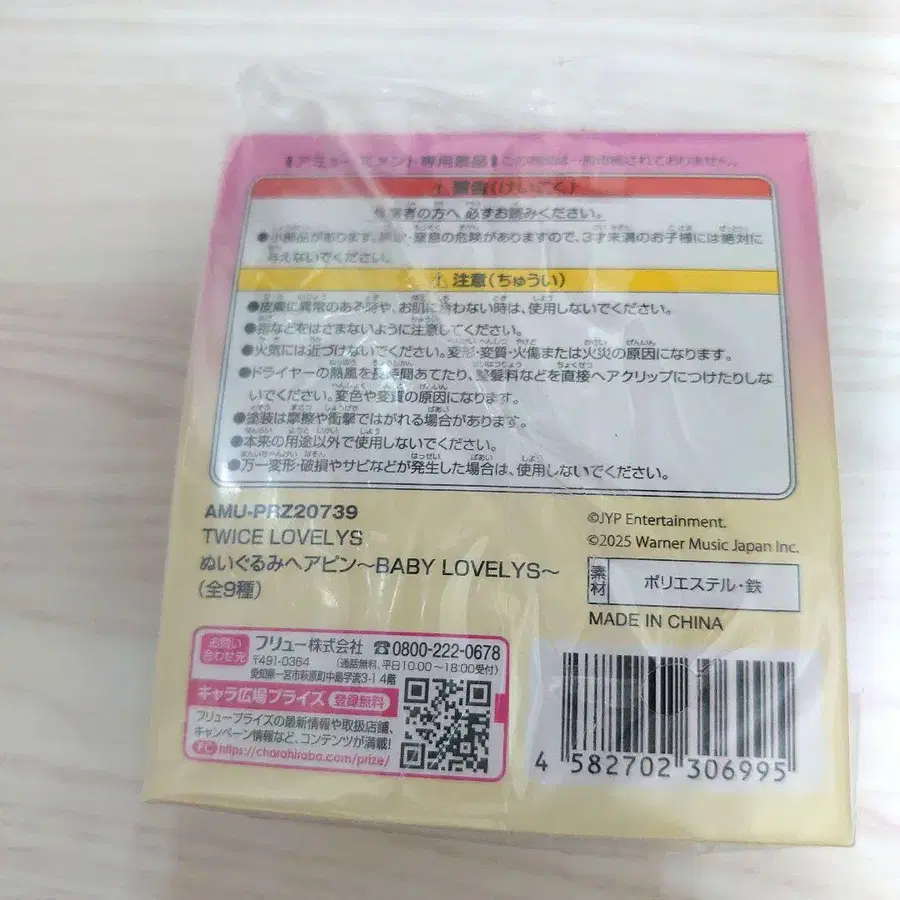 アミューズメント専用景品 この商品は一般市販されておりません。
⚠ 警告(けいこく)
保護者の方へ 必ずお読みください。
●小部品があります。誤飲・窒息の危険がありますので、3才未満のお子様には絶対に
与えないでください。
⚠ 注意(ちゅうい)
●皮膚に異常のある時や、お肌に合わない時は、使用しないでください。
●指などをはさまないように注意してください。
●火気には近づけないでください。変形・変質・火傷または火災の原因になります。
●ドライヤーの熱風を長時間あてたり、整髪料などを直接ヘアクリップにつけたりしな
いでください。変色や変質の原因になります。
●塗装は摩擦や衝撃ではがれる場合があります。
●本来の用途以外で使用しないでください。
●万一変形・破損やサビなどが発生した場合は、使用しないでください。
AMU-PRZ20739
TWICE LOVELYS
ぬいぐるみヘアピン〜BABY LOVELYS〜
(全9種)
©JYP Entertainment.
©2025 Warner Music Japan Inc.
素材 ポリエステル・鉄
MADE IN CHINA
お問い合わせ先 フリュー株式会社 ☎0800-222-0678
〒491-0364 (通話無料、平日10:00〜18:00受付)
愛知県一宮市萩原町中島字流3-1 4階
キャラ広場プライズ 登録無料
フリュープライズの最新情報や取扱店舗、
キャンペーン情報など、コンテンツが満載!
PC https://charahiroba.com/prize/
4 582702 306995